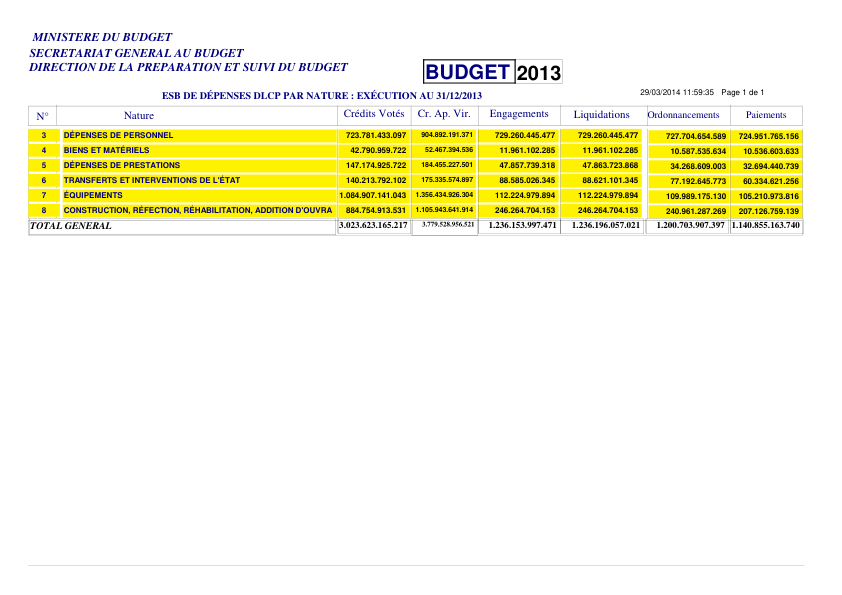 MINISTERE DU BUDGET
SECRETARIAT GENERAL AU BUDGET
DIRECTION DE LA PREPARATION ET SUIVI DU BUDGET
BUDGET 2013
ESB DE DÉPENSES DLCP PAR NATURE : EXÉCUTION AU 31/12/2013
29/03/2014 11:59:35 Page 1 de 1
N° Nature Crédits Votés Cr. Ap. Vir. Engagements Liquidations Ordonnancements Paiements
3 DÉPENSES DE PERSONNEL 723.781.433.097 904.892.191.371 729.260.445.477 729.260.445.477 727.704.654.589 724.951.765.156
4 BIENS ET MATÉRIELS 42.790.959.722 52.467.394.536 11.961.102.285 11.961.102.285 10.587.535.634 10.536.603.633
5 DÉPENSES DE PRESTATIONS 147.174.925.722 184.455.227.501 47.857.739.318 47.863.723.868 34.268.609.003 32.694.440.739
6 TRANSFERTS ET INTERVENTIONS DE L'ÉTAT 140.213.792.102 175.335.574.897 88.585.026.345 88.621.101.345 77.192.645.773 60.334.621.256
7 ÉQUIPEMENTS 1.084.907.141.043 1.356.434.926.304 112.224.979.894 112.224.979.894 109.989.175.130 105.210.973.816
8 CONSTRUCTION, RÉFECTION, RÉHABILITATION, ADDITION D'OUVRA 884.754.913.531 1.105.943.641.914 246.264.704.153 246.264.704.153 240.961.287.269 207.126.759.139
TOTAL GENERAL 3.023.623.165.217 3.779.528.956.521 1.236.153.997.471 1.236.196.057.021 1.200.703.907.397 1.140.855.163.740